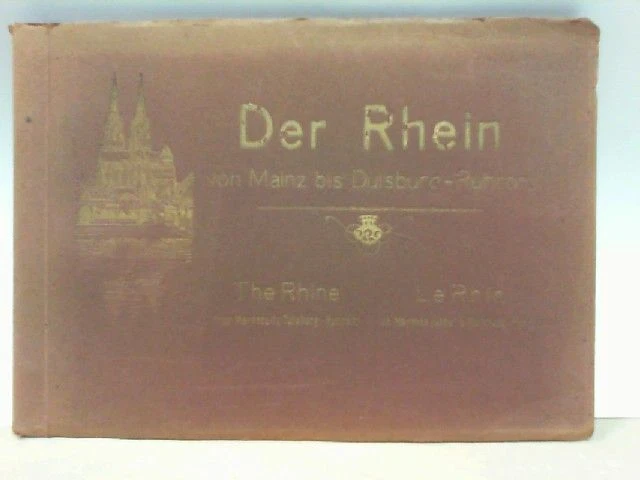 Der Rhein
von Mainz bis Duisburg-Ruhrort
The Rhine
Le Rhin